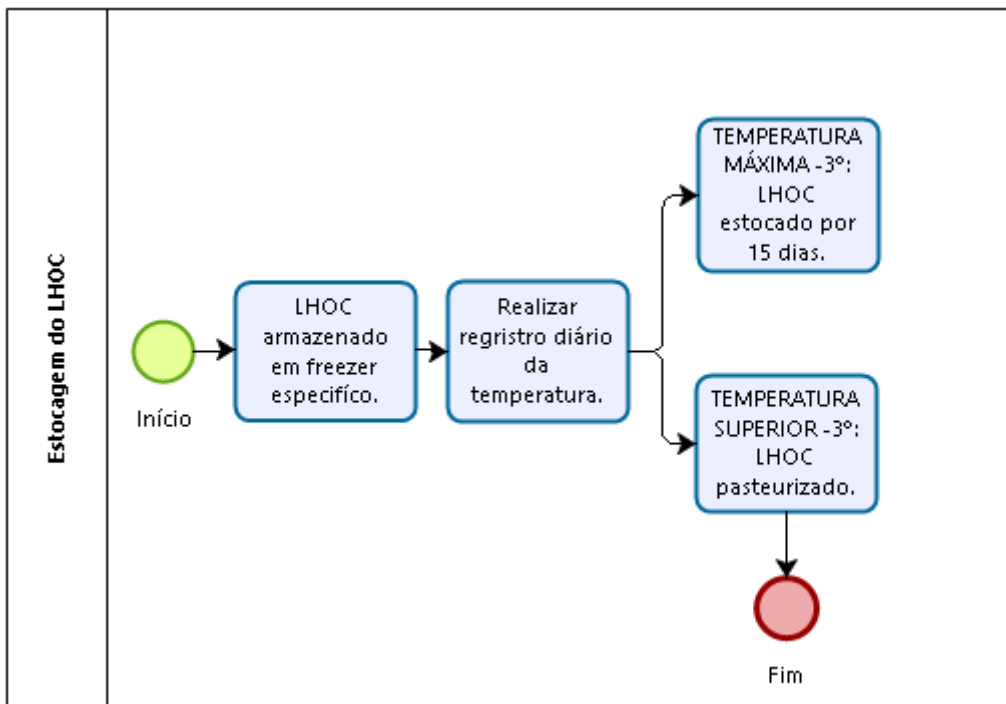 Estocagem do LHOC
Início
LHOC
armazenado
em freezer
especifíco.
Realizar
regristro diário
da
temperatura.
TEMPERATURA
MÁXIMA -3º:
LHOC
estocado por
15 dias.
TEMPERATURA
SUPERIOR -3º:
LHOC
pasteurizado.
Fim